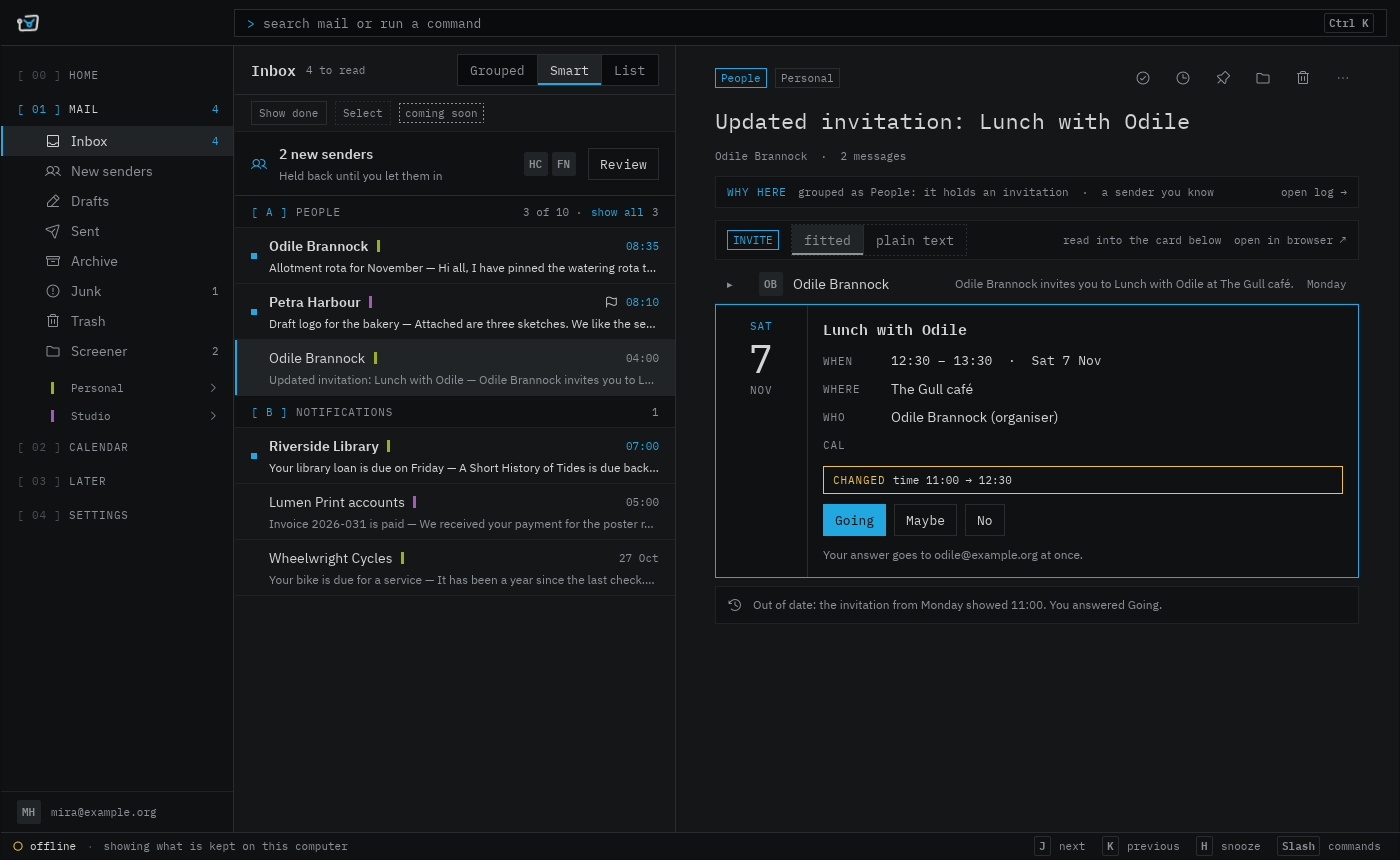 > search mail or run a command Ctrl K
[ 00 ] HOME
[ 01 ] MAIL 4
Inbox 4
New senders
Drafts
Sent
Archive
Junk 1
Trash
Screener 2
Personal
Studio
[ 02 ] CALENDAR
[ 03 ] LATER
[ 04 ] SETTINGS
MH mira@example.org
Inbox 4 to read Grouped Smart List
Show done Select coming soon
2 new senders
Held back until you let them in
HC FN Review
[ A ] PEOPLE 3 of 10 · show all 3
Odile Brannock 08:35
Allotment rota for November — Hi all, I have pinned the watering rota t…
Petra Harbour 08:10
Draft logo for the bakery — Attached are three sketches. We like the se…
Odile Brannock 04:00
Updated invitation: Lunch with Odile — Odile Brannock invites you to L…
[ B ] NOTIFICATIONS 1
Riverside Library 07:00
Your library loan is due on Friday — A Short History of Tides is due back…
Lumen Print accounts 05:00
Invoice 2026-031 is paid — We received your payment for the poster r…
Wheelwright Cycles 27 Oct
Your bike is due for a service — It has been a year since the last check.…
People Personal ···
Updated invitation: Lunch with Odile
Odile Brannock · 2 messages
WHY HERE grouped as People: it holds an invitation · a sender you know open log →
INVITE fitted plain text read into the card below open in browser ↗
▸ OB Odile Brannock Odile Brannock invites you to Lunch with Odile at The Gull café. Monday
SAT
7
NOV
Lunch with Odile
WHEN 12:30 – 13:30 · Sat 7 Nov
WHERE The Gull café
WHO Odile Brannock (organiser)
CAL
CHANGED time 11:00 → 12:30
Going Maybe No
Your answer goes to odile@example.org at once.
Out of date: the invitation from Monday showed 11:00. You answered Going.
offline · showing what is kept on this computer
J next K previous H snooze Slash commands